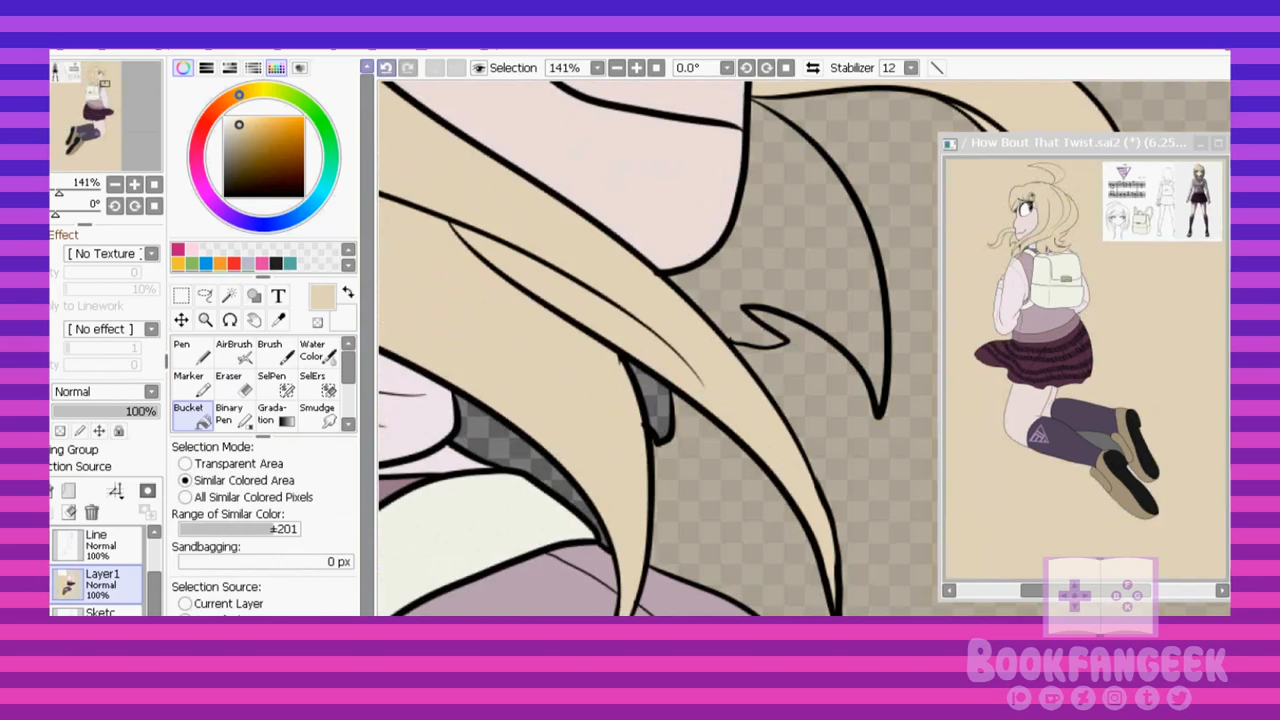 Selection
141%
0.0°
Stabilizer 12
/ How Bout That Twist.sai2 (*) (6.25...
141%
0°
Effect
[ No Texture ]
0
10%
ly to Linework
[ No effect ]
1
0
Normal
100%
ng Group
ction Source
Line
Normal
100%
Layer1
Normal
100%
Sketc
T
Pen
AirBrush
Brush
Water Color
Marker
Eraser
SelPen
SelErs
Bucket
Binary Pen
Grada-tion
Smudge
Selection Mode:
Transparent Area
Similar Colored Area
All Similar Colored Pixels
Range of Similar Color:
±201
Sandbagging:
0 px
Selection Source:
Current Layer
F
B G
K
BOOKFANGEEK